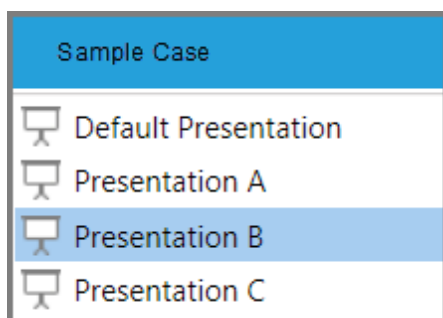 Sample Case
Default Presentation
Presentation A
Presentation B
Presentation C